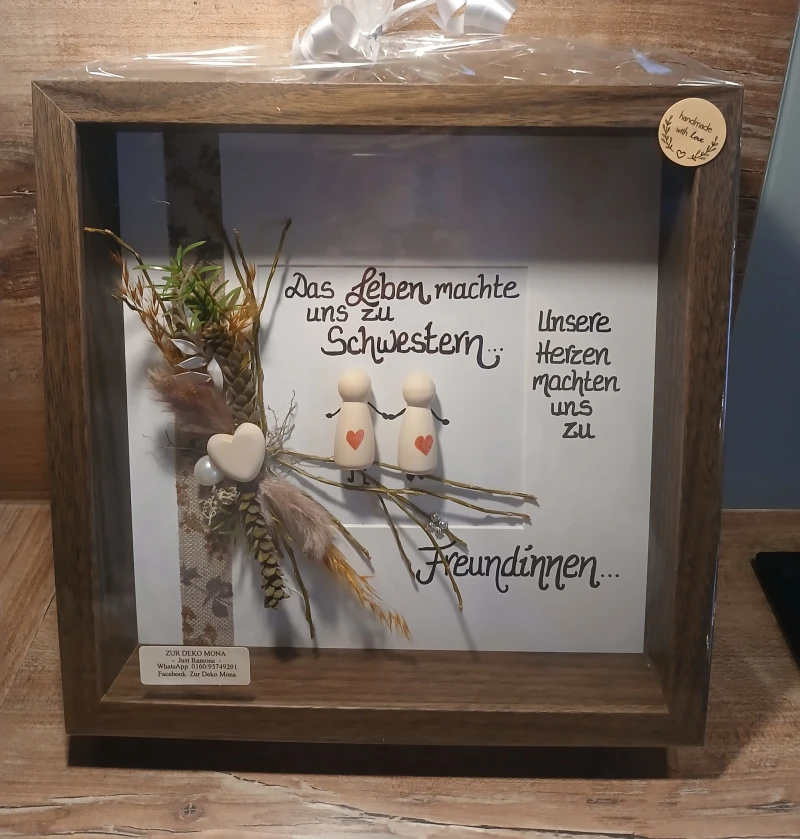 handmade
with love
Das Leben machte
uns zu
Schwestern...
Unsere
Herzen
machten
uns
zu
Freundinnen...
ZUR DEKO MONA
- Just Ramona -
WhatsApp: 0160/95749291
Facebook: Zur Deko Mona